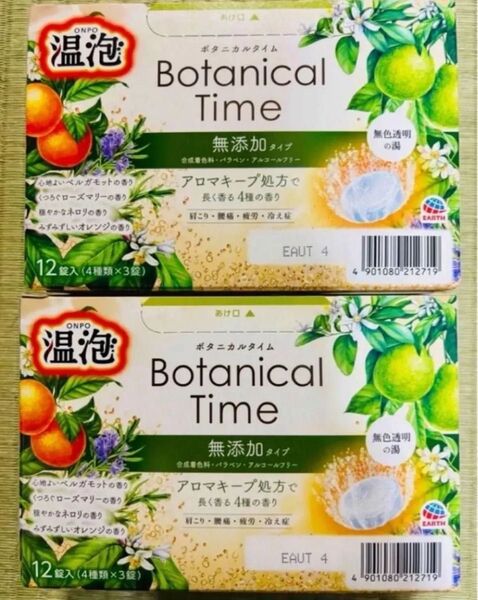 あけ口▲
ONPO
温泡
ボタニカルタイム
Botanical
Time
無添加タイプ
合成着色料・パラベン・アルコールフリー
無色透明
の湯
心地よいベルガモットの香り
くつろぐローズマリーの香り
穏やかなネロリの香り
みずみずしいオレンジの香り
アロマキープ処方で
長く香る4種の香り
肩こり・腰痛・疲労・冷え症
EARTH
EAUT 4
12錠入(4種類×3錠)
4 901080 212719
あけ口▲
ONPO
温泡
ボタニカルタイム
Botanical
Time
無添加タイプ
合成着色料・パラベン・アルコールフリー
無色透明
の湯
心地よいベルガモットの香り
くつろぐローズマリーの香り
穏やかなネロリの香り
みずみずしいオレンジの香り
アロマキープ処方で
長く香る4種の香り
肩こり・腰痛・疲労・冷え症
EARTH
EAUT 4
12錠入(4種類×3錠)
4 901080 212719